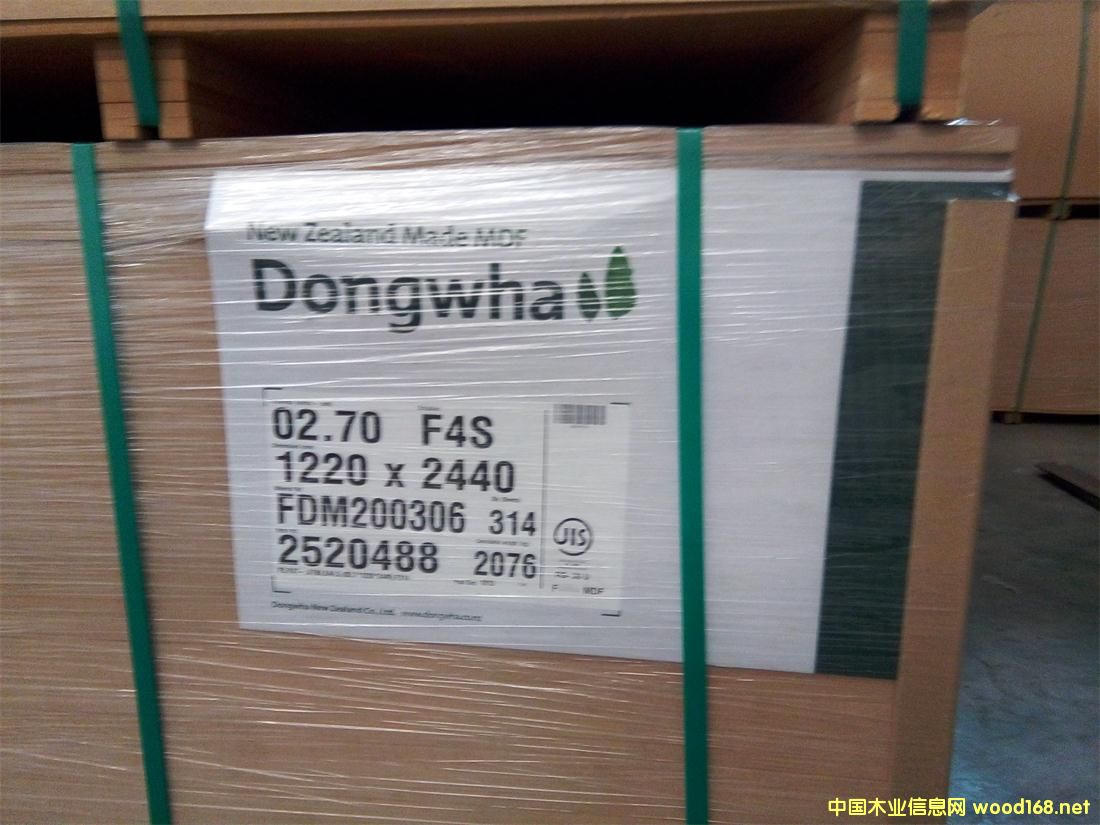 New Zealand Made MDF
Dongwha
02.70 F4S
1220 x 2440
FDM200306 314
2520488 2076
JIS
F MDF
Dongwha New Zealand Co., Ltd. www.dongwha.co.nz
中国木业信息网 wood168.net